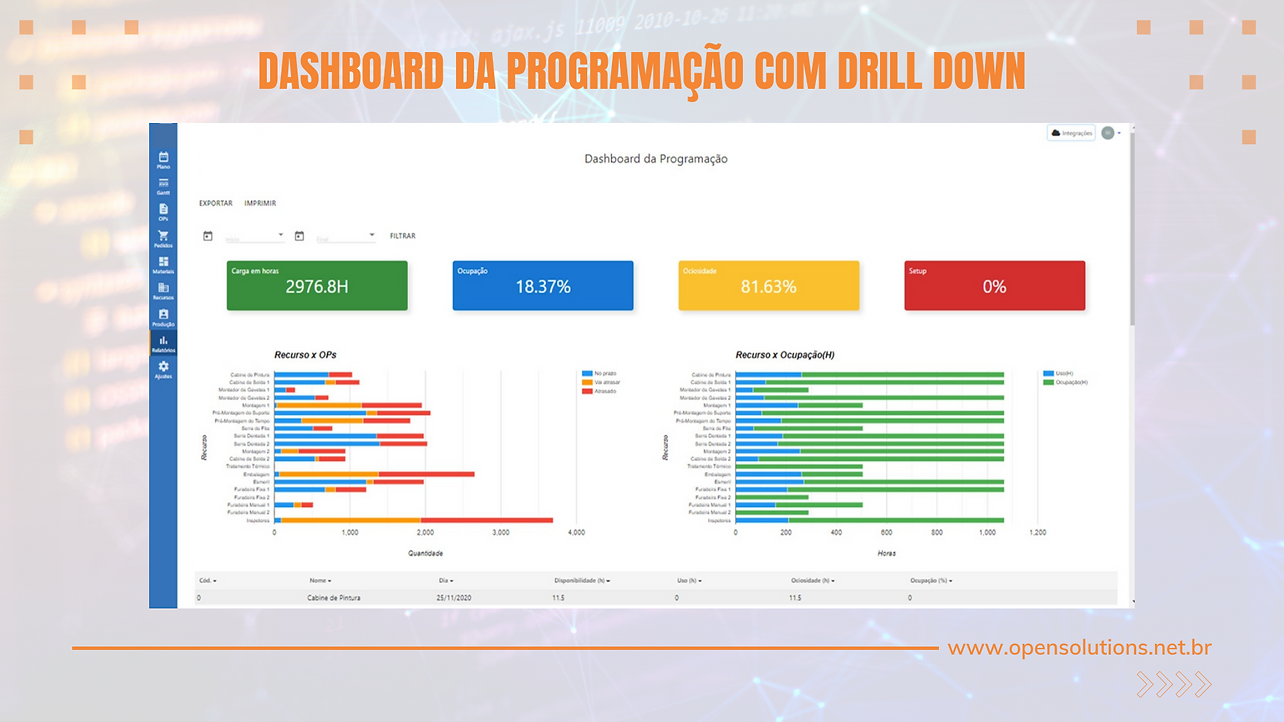 ajax.js 11089 2010-10-26 11:26
DASHBOARD DA PROGRAMAÇÃO COM DRILL DOWN
Integrações
Dashboard da Programação
EXPORTAR IMPRIMIR
FILTRAR
Plano
Gantt
OPs
Pedidos
Materiais
Recursos
Produção
Relatórios
Ajustes
Carga em horas
2976.8H
Ocupação
18.37%
Ociosidade
81.63%
Setup
0%
Recurso x OPs
No prazo
Vai atrasar
Atrasado
Recurso
Cabine de Pintura
Cabine de Solda 1
Montador de Gavetas 1
Montador de Gavetas 2
Montagem 1
Pré-Montagem do Suporte
Pré-Montagem do Tampo
Serra de Fita
Serra Dentada 1
Serra Dentada 2
Montagem 2
Cabine de Solda 2
Tratamento Térmico
Embalagem
Esmeril
Furadeira Fixa 1
Furadeira Fixa 2
Furadeira Manual 1
Furadeira Manual 2
Inspetores
0 1,000 2,000 3,000 4,000
Quantidade
Recurso x Ocupação(H)
Uso(H)
Ocupação(H)
Recurso
Cabine de Pintura
Cabine de Solda 1
Montador de Gavetas 1
Montador de Gavetas 2
Montagem 1
Pré-Montagem do Suporte
Pré-Montagem do Tampo
Serra de Fita
Serra Dentada 1
Serra Dentada 2
Montagem 2
Cabine de Solda 2
Tratamento Térmico
Embalagem
Esmeril
Furadeira Fixa 1
Furadeira Fixa 2
Furadeira Manual 1
Furadeira Manual 2
Inspetores
0 200 400 600 800 1,000 1,200
Horas
Cód. Nome Dia Disponibilidade (h) Uso (h) Ociosidade (h) Ocupação (%)
0 Cabine de Pintura 25/11/2020 11.5 0 11.5 0
www.opensolutions.net.br